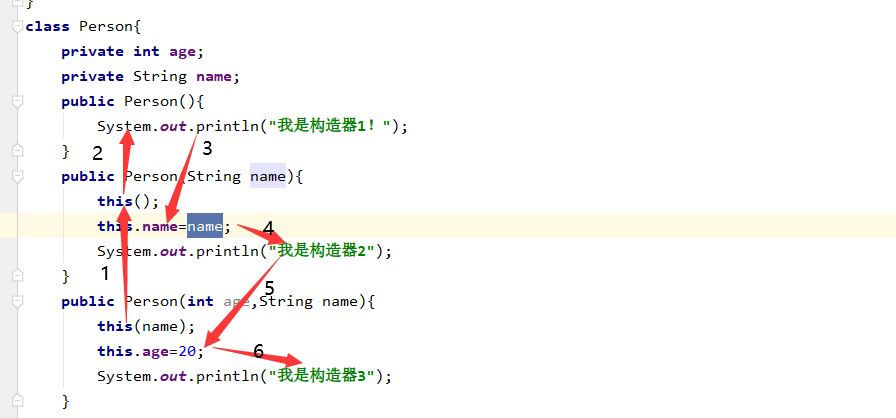 }
class Person{
private int age;
private String name;
public Person(){
System.out.println("我是构造器1！");
}
2
3
public Person(String name){
this();
this.name=name;
4
System.out.println("我是构造器2");
}
1
5
public Person(int age,String name){
this(name);
this.age=20;
6
System.out.println("我是构造器3");
}